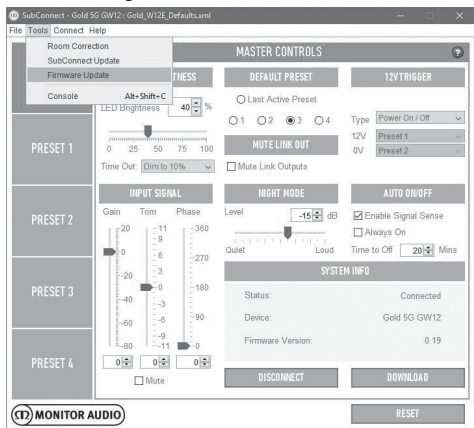 SubConnect - Gold 5G GW12 : Gold_W12E_Defaults.xml
File Tools Connect Help
Room Correction
SubConnect Update
Firmware Update
Console Alt+Shift+C
MASTER CONTROLS
?
TNESS
LED Brightness 40 %
0 25 50 75 100
Time Out: Dim to 10%
DEFAULT PRESET
Last Active Preset
1 2 3 4
MUTE LINK OUT
Mute Link Outputs
12V TRIGGER
Type Power On / Off
12V Preset 1
0V Preset 2
PRESET 1
PRESET 2
PRESET 3
PRESET 4
INPUT SIGNAL
Gain Trim Phase
20 11 360
9
6
0 3 270
-20 0 180
-40 -3
-60 -6 90
-9
-80 -11 0
0 0 0
Mute
NIGHT MODE
Level -15 dB
Quiet Loud
AUTO ON/OFF
Enable Signal Sense
Always On
Time to Off 20 Mins
SYSTEM INFO
Status: Connected
Device: Gold 5G GW12
Firmware Version: 0.19
DISCONNECT DOWNLOAD
MONITOR AUDIO
RESET